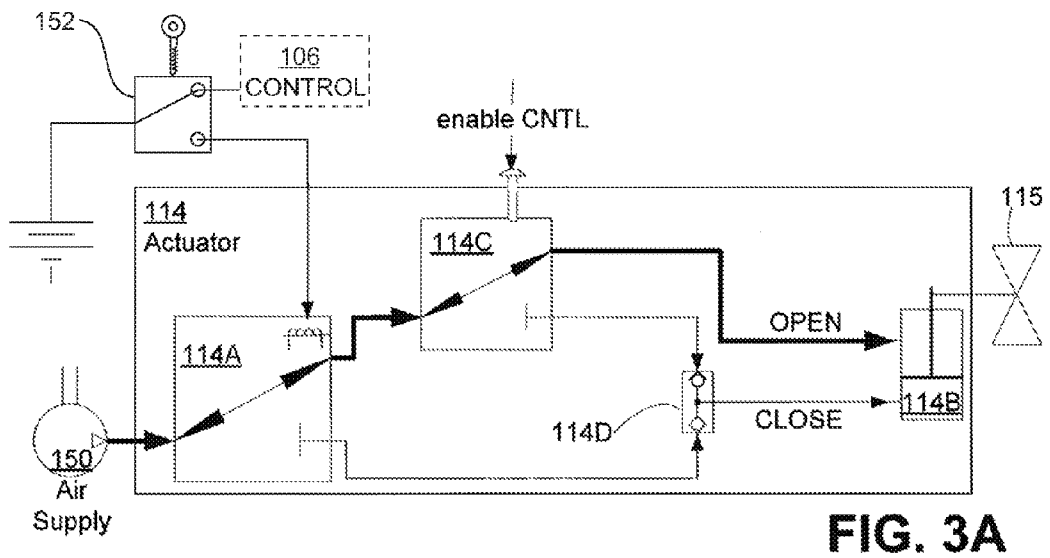 152
106
CONTROL
enable CNTL
114
Actuator
114C
115
114A
OPEN
114B
114D
CLOSE
150
Air
Supply
FIG. 3A